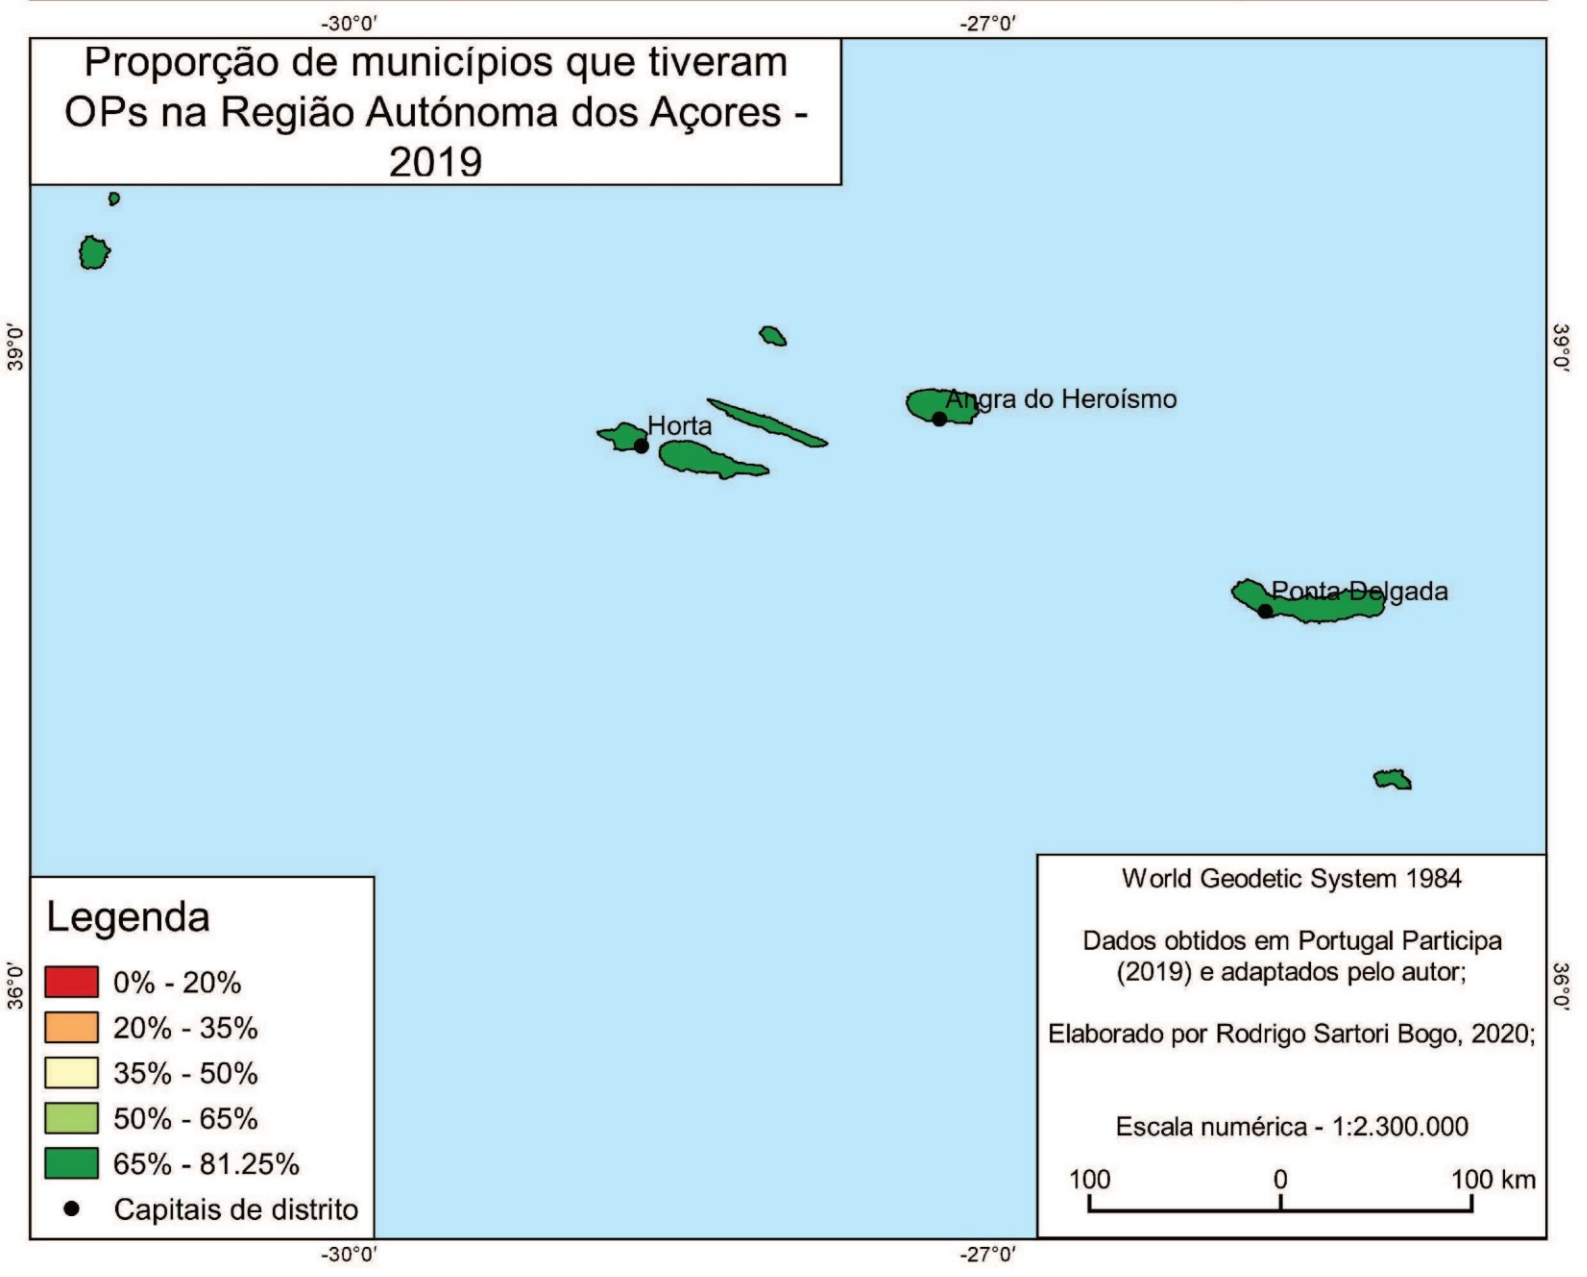 -30°0' -27°0'
Proporção de municípios que tiveram
OPs na Região Autónoma dos Açores -
2019
39°0' 39°0'
Angra do Heroísmo
Horta
Ponta Delgada
World Geodetic System 1984
Dados obtidos em Portugal Participa
(2019) e adaptados pelo autor;
Elaborado por Rodrigo Sartori Bogo, 2020;
Escala numérica - 1:2.300.000
100 0 100 km
Legenda
0% - 20%
20% - 35%
35% - 50%
50% - 65%
65% - 81.25%
Capitais de distrito
36°0' 36°0'
-30°0' -27°0'